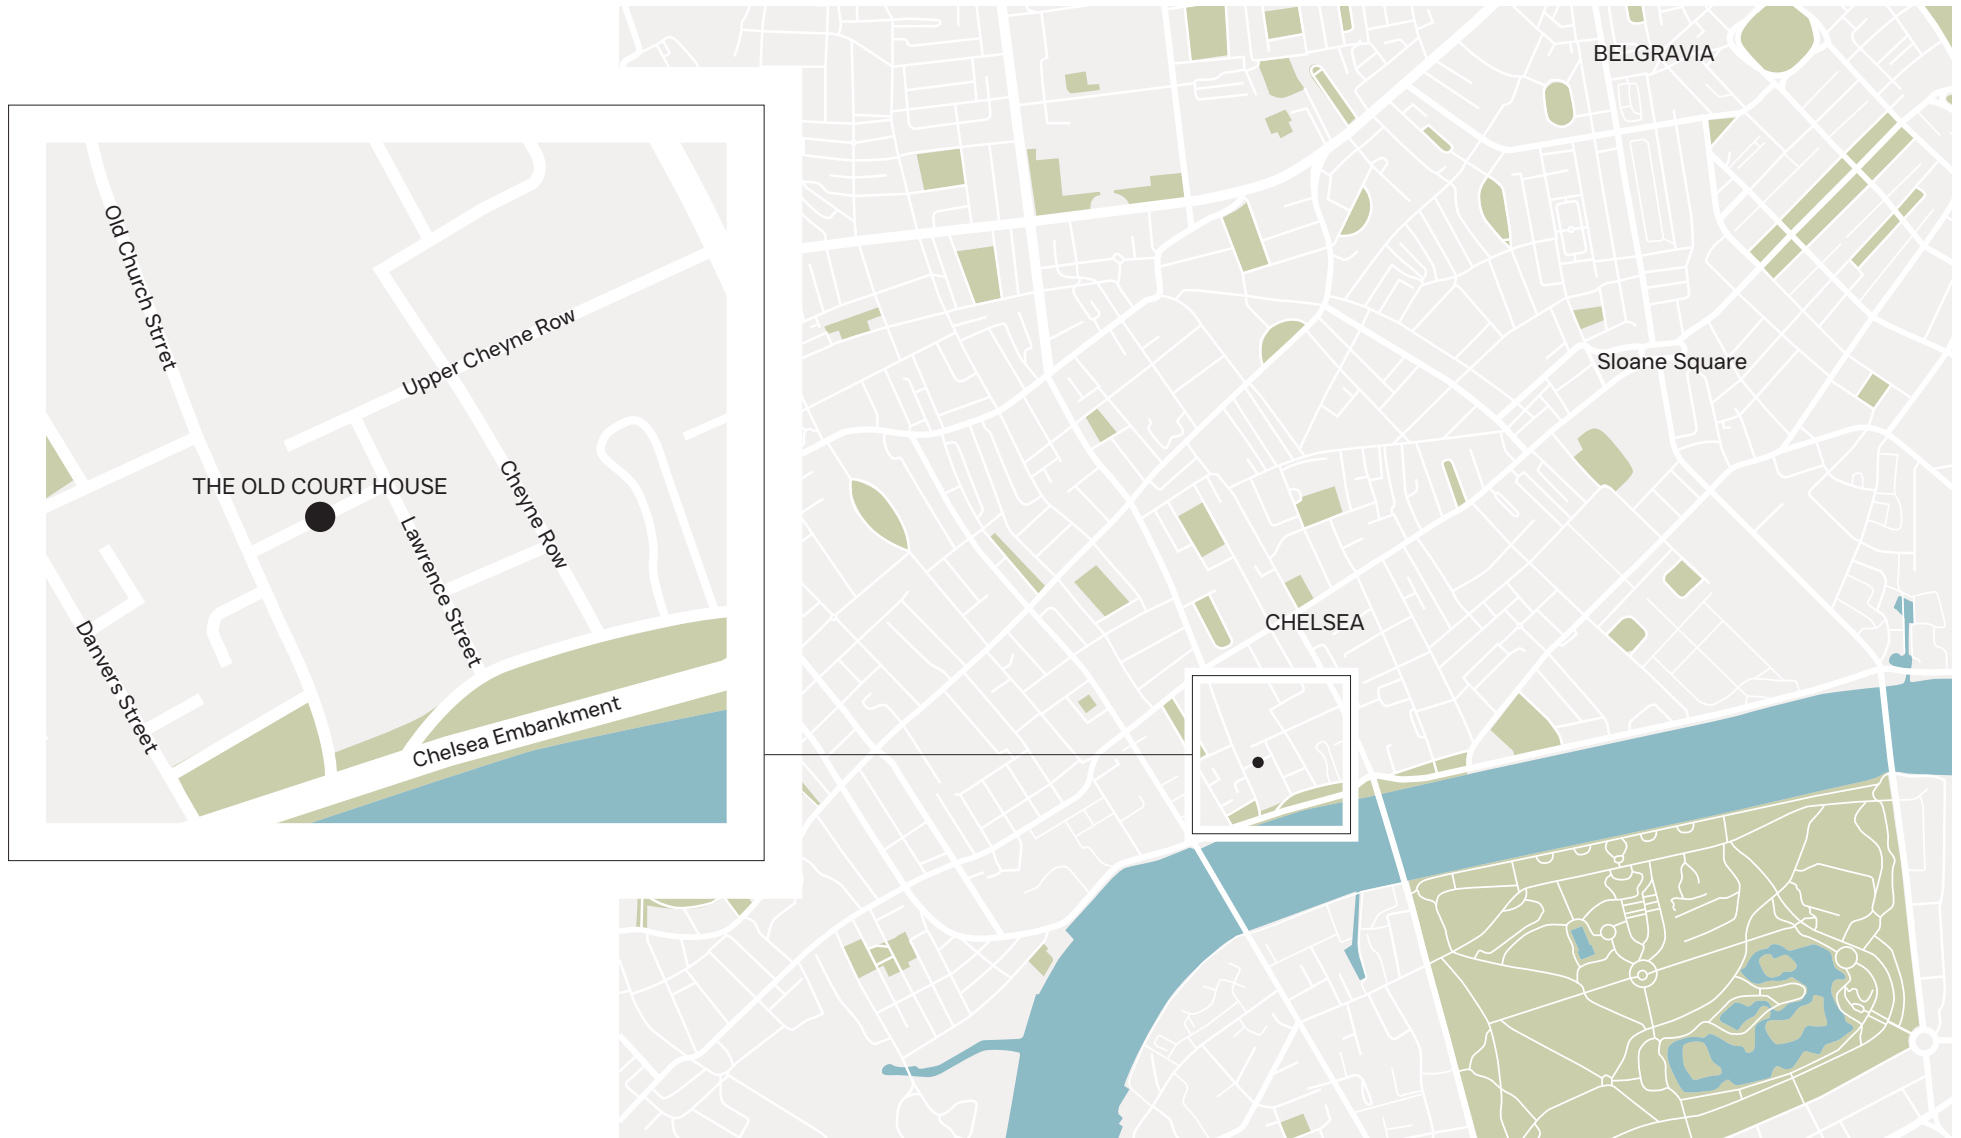 BELGRAVIA
Old Church Strret
Upper Cheyne Row
Sloane Square
THE OLD COURT HOUSE
Cheyne Row
Lawrence Street
CHELSEA
Danvers Street
Chelsea Embankment